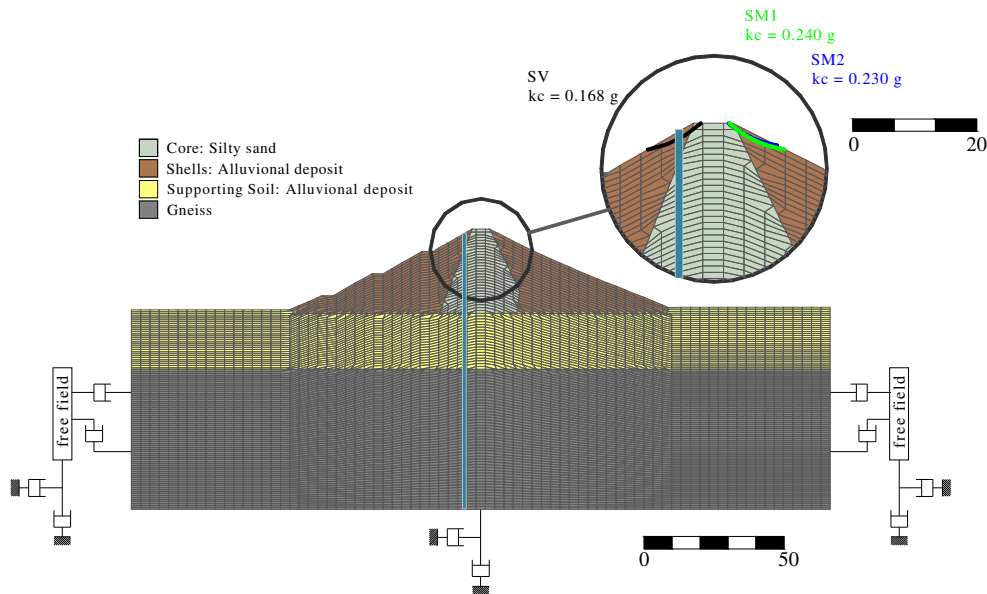 SM1
kc = 0.240 g
SM2
kc = 0.230 g
SV
kc = 0.168 g
0
20
Core: Silty sand
Shells: Alluvional deposit
Supporting Soil: Alluvional deposit
Gneiss
free field
free field
0
50